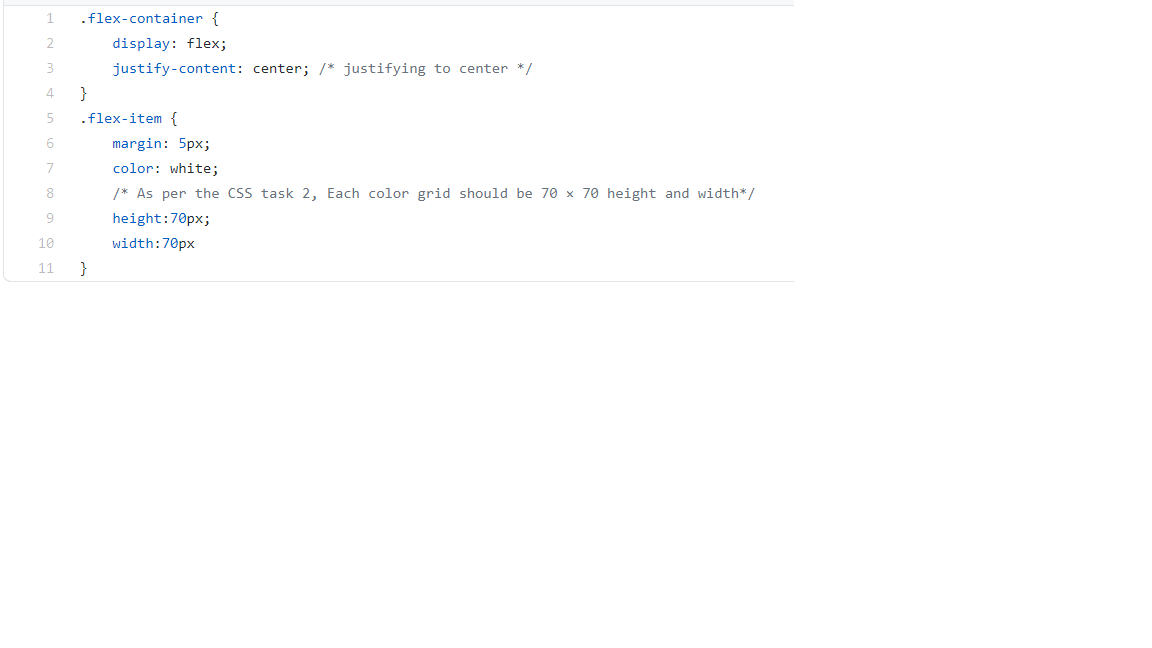 1 .flex-container {
2 display: flex;
3 justify-content: center; /* justifying to center */
4 }
5 .flex-item {
6 margin: 5px;
7 color: white;
8 /* As per the CSS task 2, Each color grid should be 70 × 70 height and width*/
9 height:70px;
10 width:70px
11 }